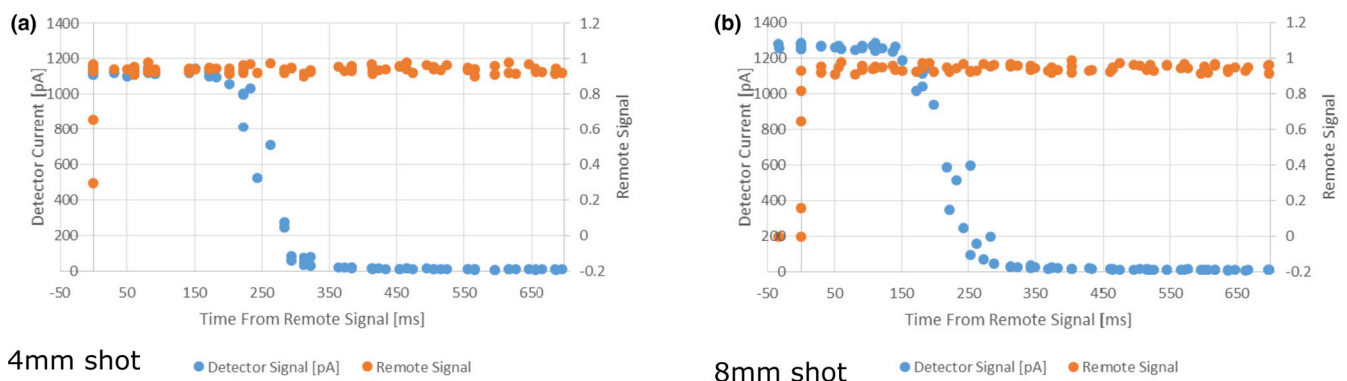 (a)
1400
1200
1000
800
600
400
200
0
Detector Current [pA]
1.2
1
0.8
0.6
0.4
0.2
0
-0.2
Remote Signal
-50 50 150 250 350 450 550 650
Time From Remote Signal [ms]
4mm shot
Detector Signal [pA] Remote Signal
(b)
1400
1200
1000
800
600
400
200
0
Detector Current [pA]
1.2
1
0.8
0.6
0.4
0.2
0
-0.2
Remote Signal
-50 50 150 250 350 450 550 650
Time From Remote Signal [ms]
8mm shot
Detector Signal [pA] Remote Signal